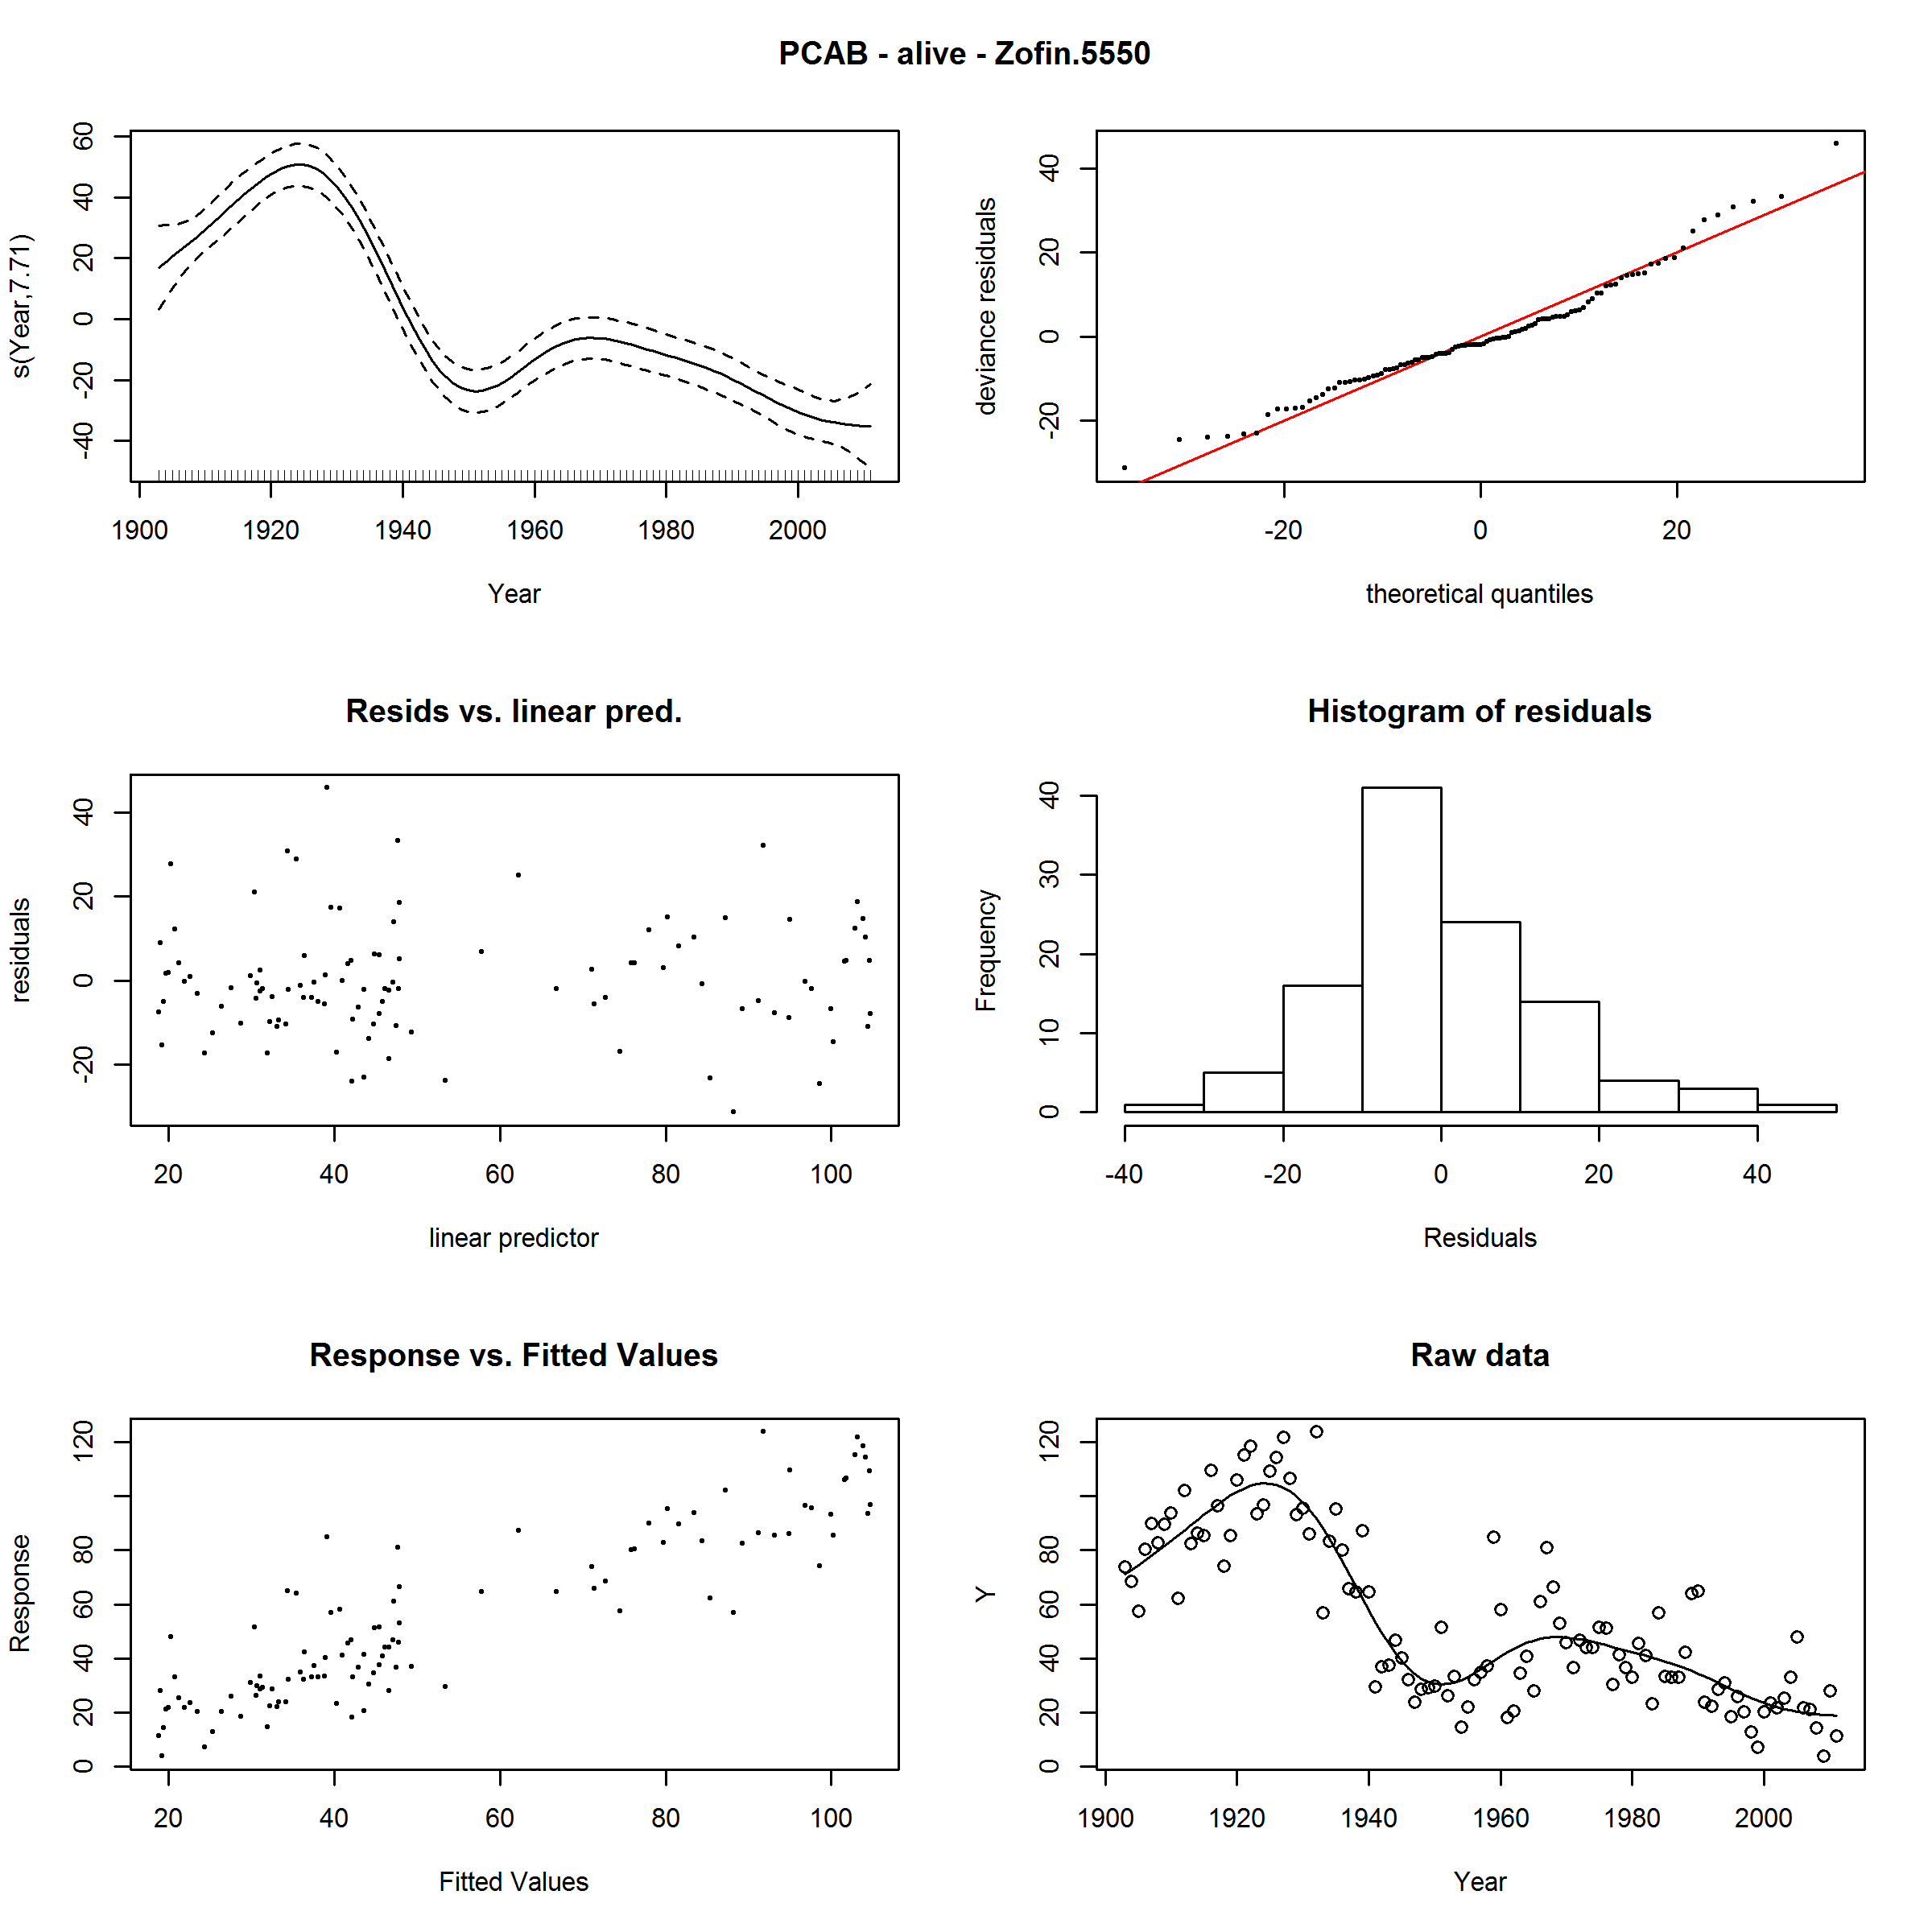 PCAB - alive - Zofin.5550
s(Year,7.71)
60
40
20
0
-20
-40
1900 1920 1940 1960 1980 2000
Year
deviance residuals
40
20
0
-20
-20 0 20
theoretical quantiles
Resids vs. linear pred.
residuals
40
20
0
-20
20 40 60 80 100
linear predictor
Histogram of residuals
Frequency
40
30
20
10
0
-40 -20 0 20 40
Residuals
Response vs. Fitted Values
Response
120
80
60
40
20
0
20 40 60 80 100
Fitted Values
Raw data
Y
120
80
60
40
20
0
1900 1920 1940 1960 1980 2000
Year